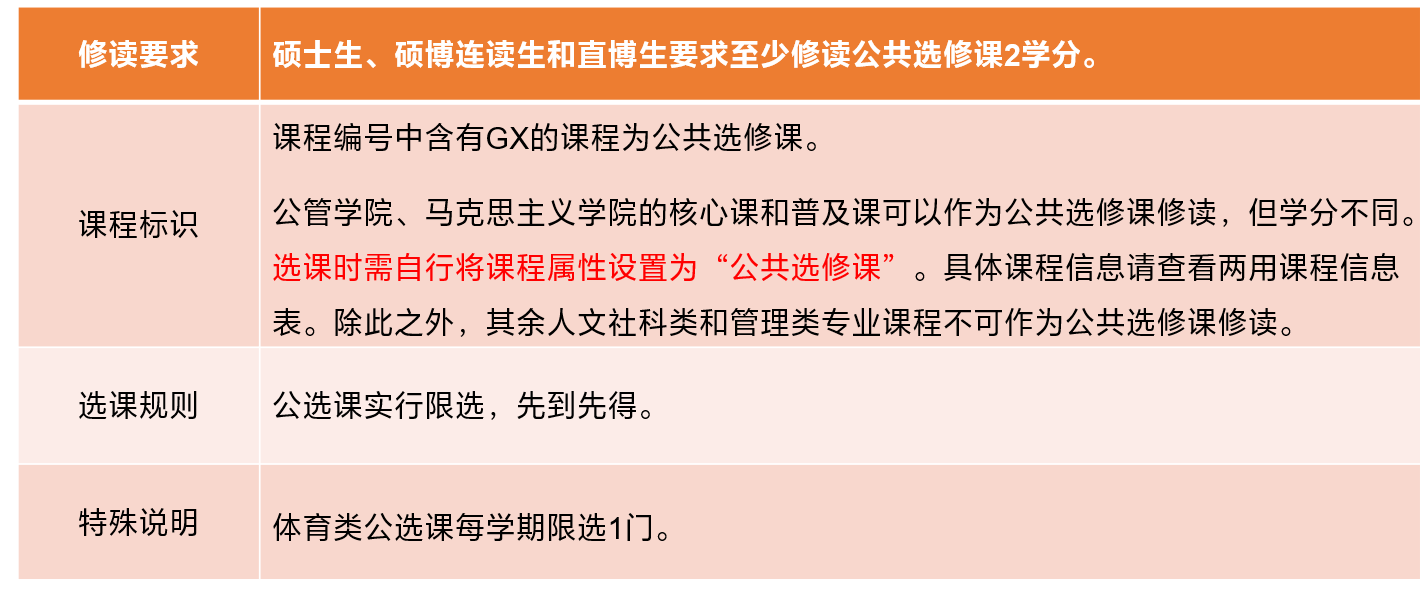 修读要求
硕士生、硕博连读生和直博生要求至少修读公共选修课2学分。
课程标识
课程编号中含有GX的课程为公共选修课。
公管学院、马克思主义学院的核心课和普及课可以作为公共选修课修读，但学分不同。
选课时需自行将课程属性设置为“公共选修课”。具体课程信息请查看两用课程信息
表。除此之外，其余人文社科类和管理类专业课程不可作为公共选修课修读。
选课规则
公选课实行限选，先到先得。
特殊说明
体育类公选课每学期限选1门。